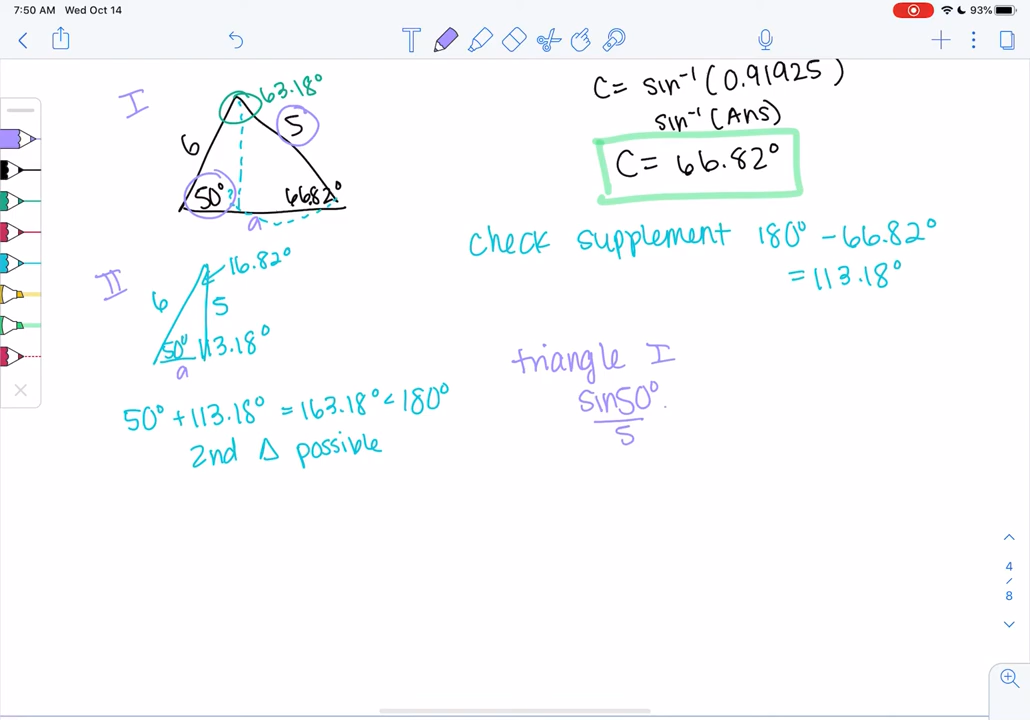 7:50 AM Wed Oct 14
93%
I
63.18°
6
5
50°
66.82°
a
C = sin⁻¹(0.91925)
sin⁻¹(Ans)
C = 66.82°
check supplement 180° - 66.82°
= 113.18°
II
16.82°
6
5
50°
113.18°
a
50° + 113.18° = 163.18° < 180°
2nd Δ possible
triangle I
sin50°
5
4
/
8